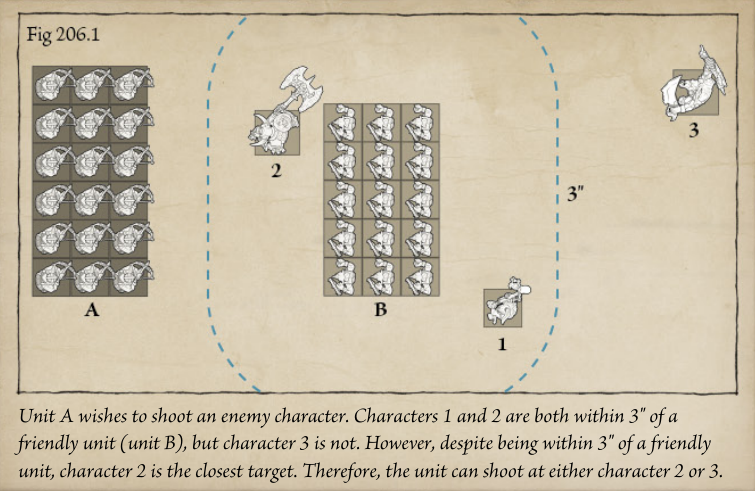 Fig 206.1
2
3
3"
A
B
1
Unit A wishes to shoot an enemy character. Characters 1 and 2 are both within 3" of a
friendly unit (unit B), but character 3 is not. However, despite being within 3" of a friendly
unit, character 2 is the closest target. Therefore, the unit can shoot at either character 2 or 3.